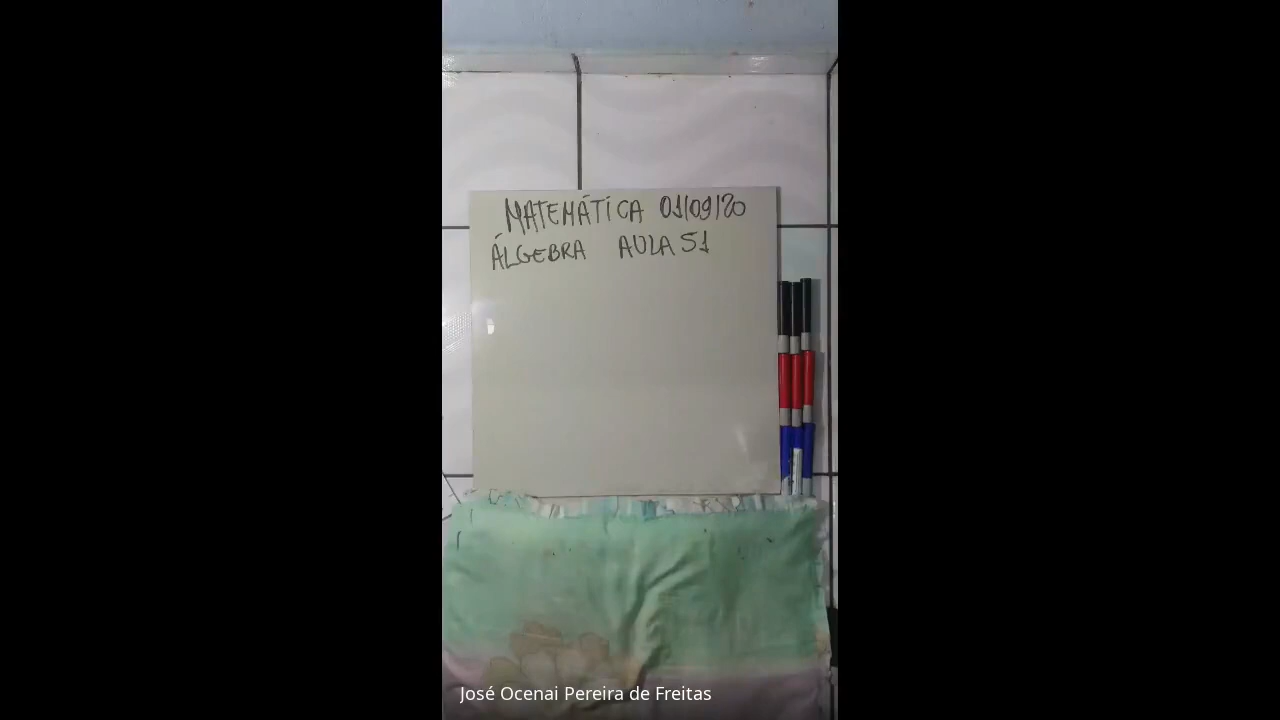 MATEMÁTICA 01/09/20
ÁLGEBRA AULA 51
José Ocenai Pereira de Freitas